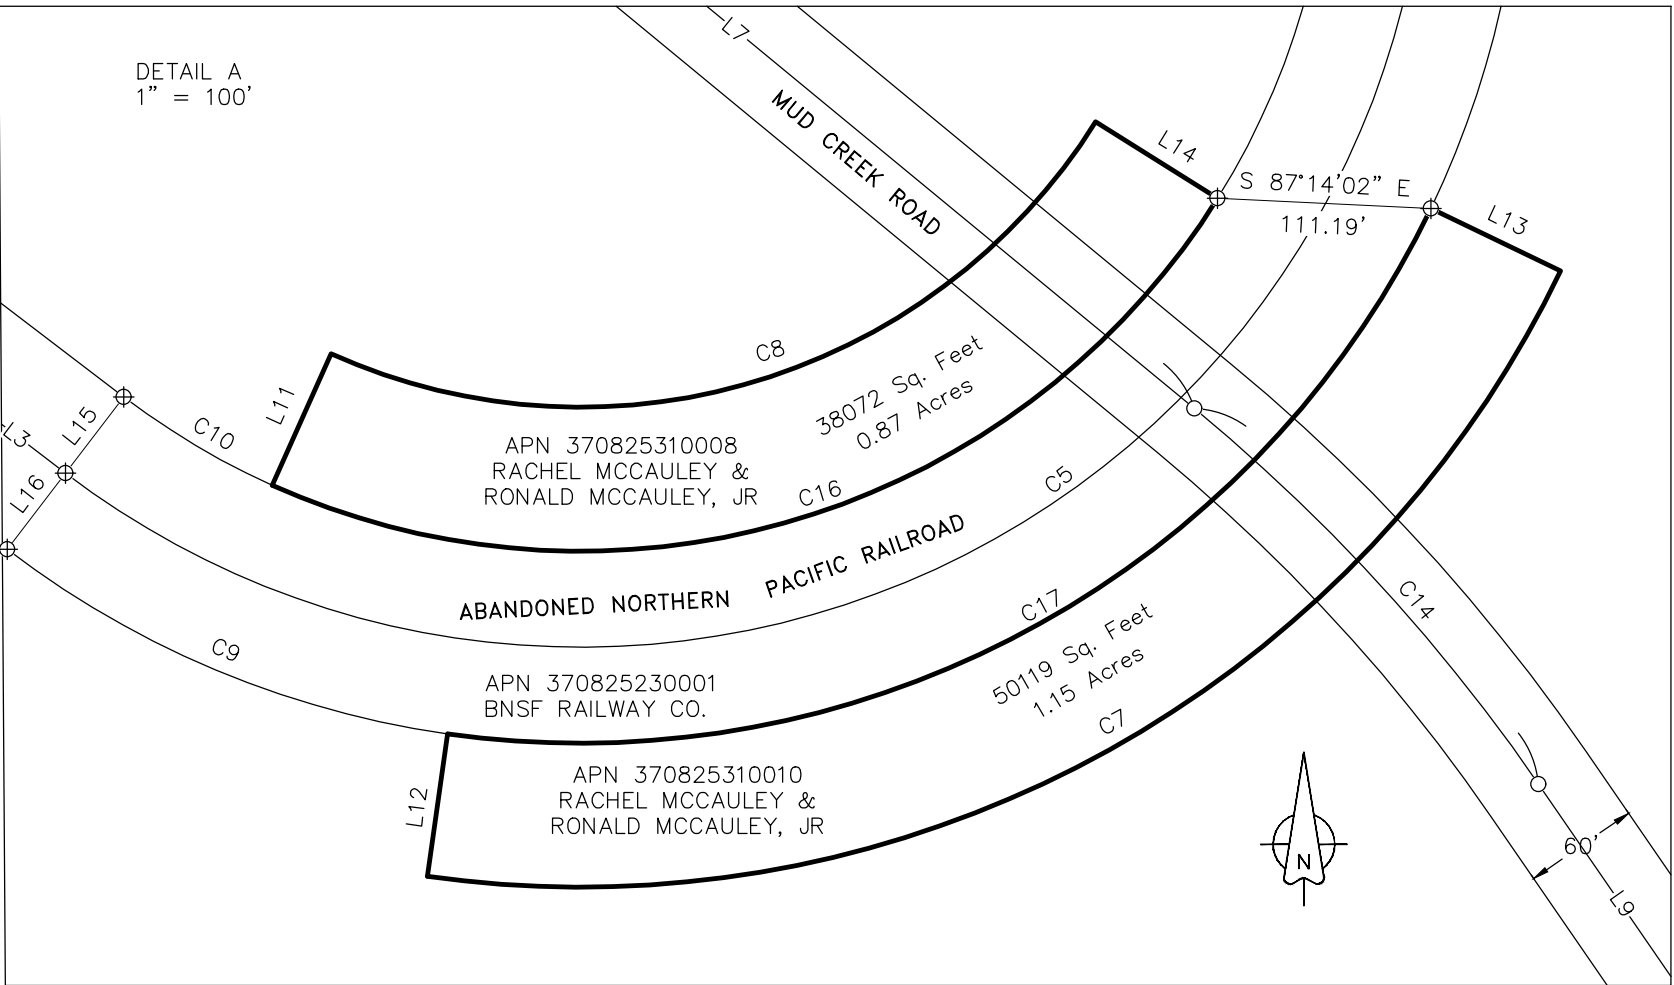 DETAIL A
1" = 100'
L7
MUD CREEK ROAD
L14
S 87°14'02" E
111.19'
L13
C8
L11
L15
L3
C10
L16
38072 Sq. Feet
0.87 Acres
APN 370825310008
RACHEL MCCAULEY &
RONALD MCCAULEY, JR
C16
C5
ABANDONED NORTHERN PACIFIC RAILROAD
C14
C17
C9
50119 Sq. Feet
1.15 Acres
APN 370825230001
BNSF RAILWAY CO.
C7
APN 370825310010
RACHEL MCCAULEY &
RONALD MCCAULEY, JR
L12
N
60'
L9